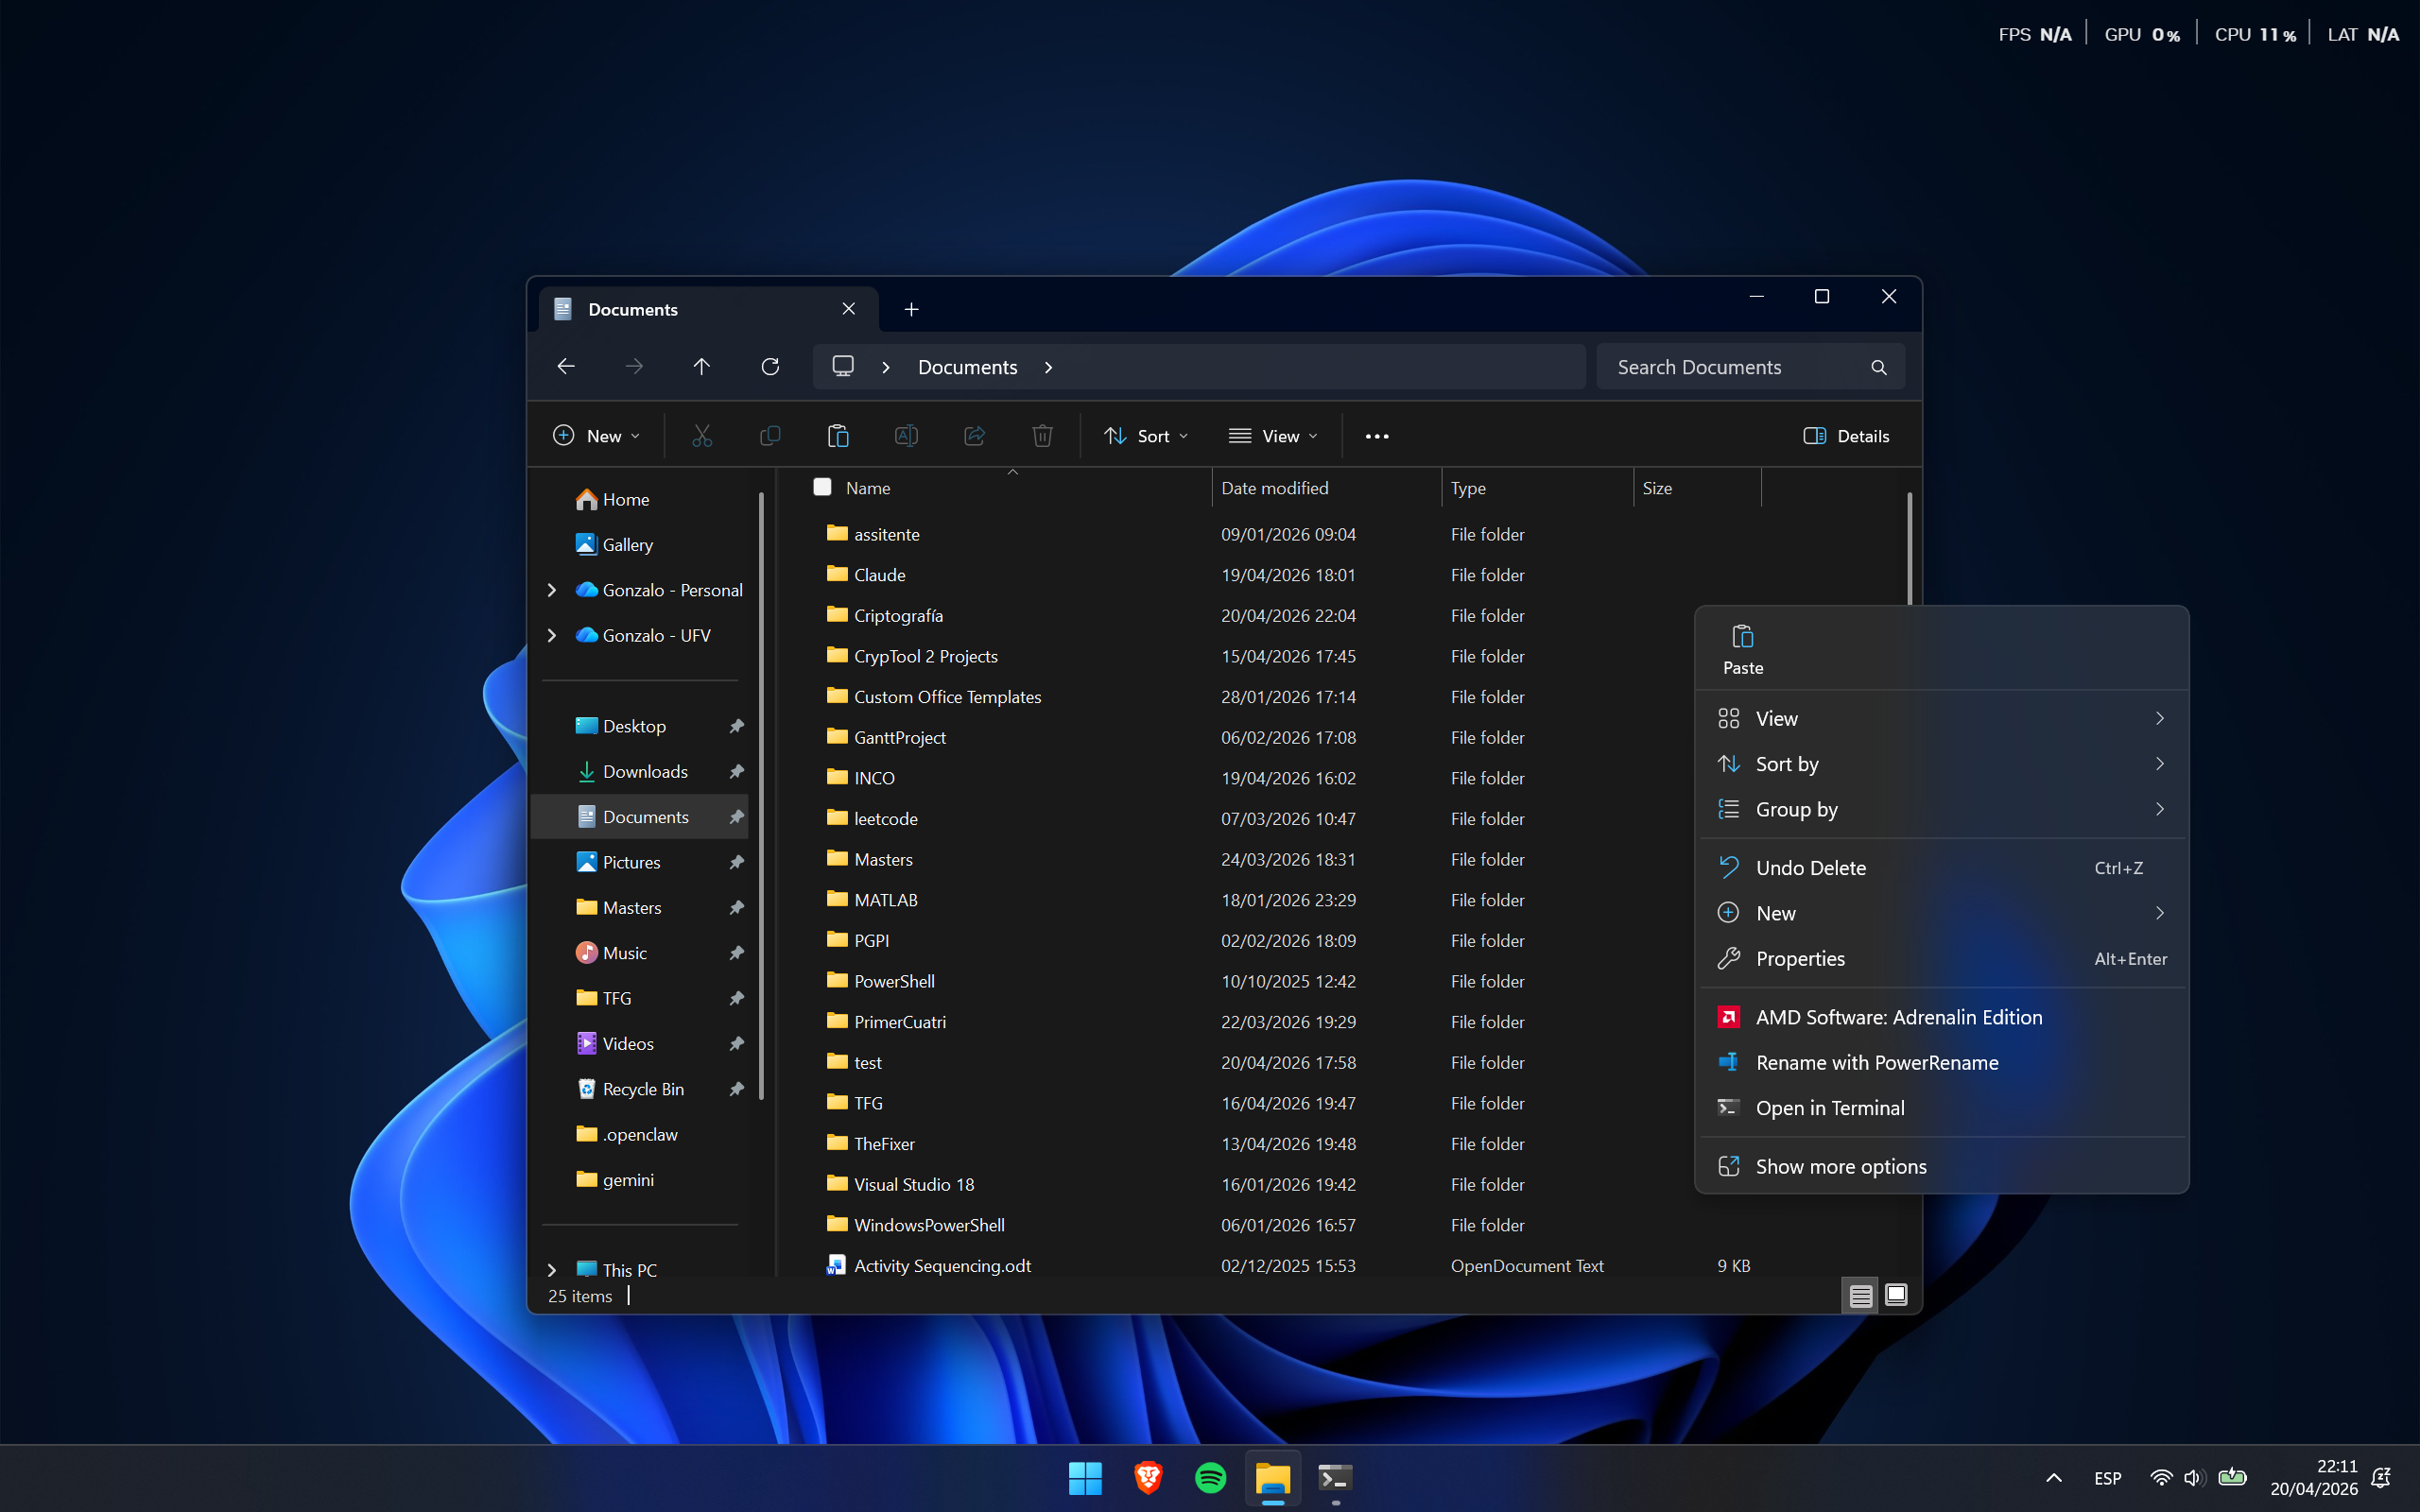 FPS N/A GPU 0% CPU 11% LAT N/A
Documents
Documents
Search Documents
New
Sort
View
Details
Name Date modified Type Size
Home
Gallery
Gonzalo - Personal
Gonzalo - UFV
Desktop
Downloads
Documents
Pictures
Masters
Music
TFG
Videos
Recycle Bin
.openclaw
gemini
This PC
assitente 09/01/2026 09:04 File folder
Claude 19/04/2026 18:01 File folder
Criptografía 20/04/2026 22:04 File folder
CrypTool 2 Projects 15/04/2026 17:45 File folder
Custom Office Templates 28/01/2026 17:14 File folder
GanttProject 06/02/2026 17:08 File folder
INCO 19/04/2026 16:02 File folder
leetcode 07/03/2026 10:47 File folder
Masters 24/03/2026 18:31 File folder
MATLAB 18/01/2026 23:29 File folder
PGPI 02/02/2026 18:09 File folder
PowerShell 10/10/2025 12:42 File folder
PrimerCuatri 22/03/2026 19:29 File folder
test 20/04/2026 17:58 File folder
TFG 16/04/2026 19:47 File folder
TheFixer 13/04/2026 19:48 File folder
Visual Studio 18 16/01/2026 19:42 File folder
WindowsPowerShell 06/01/2026 16:57 File folder
Activity Sequencing.odt 02/12/2025 15:53 OpenDocument Text 9 KB
25 items
Paste
View
Sort by
Group by
Undo Delete Ctrl+Z
New
Properties Alt+Enter
AMD Software: Adrenalin Edition
Rename with PowerRename
Open in Terminal
Show more options
ESP
22:11
20/04/2026